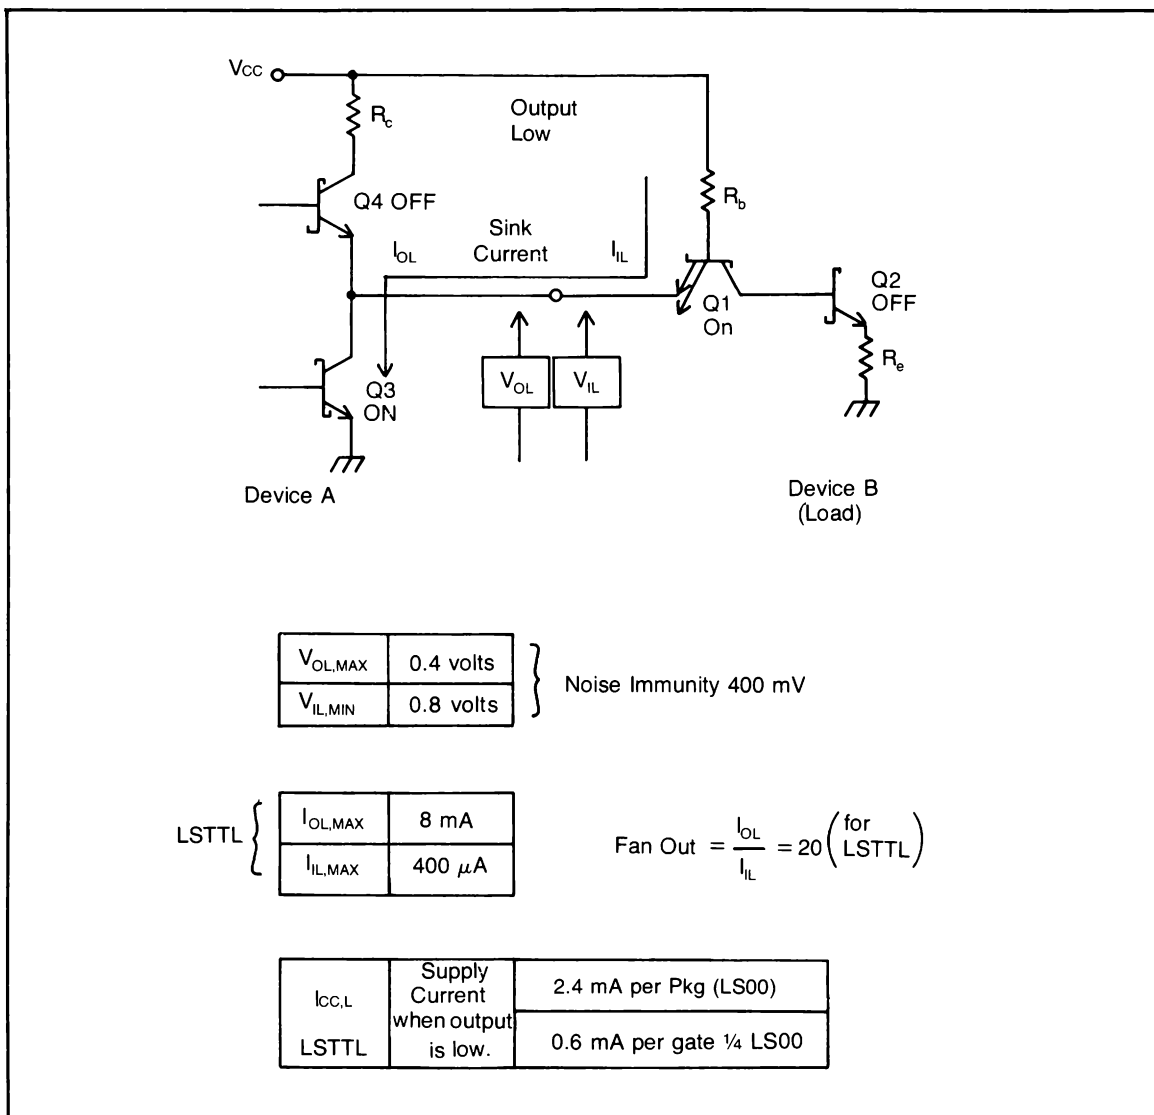 VCC
Rc
Output
Low
Q4 OFF
Rb
Sink
Current
IOL
IIL
Q1
On
Q2
OFF
Re
Q3
ON
VOL
VIL
Device A
Device B
(Load)
VOL,MAX 0.4 volts
VIL,MIN 0.8 volts
Noise Immunity 400 mV
LSTTL
IOL,MAX 8 mA
IIL,MAX 400 µA
Fan Out = IOL / IIL = 20 (for LSTTL)
ICC,L
LSTTL
Supply
Current
when output
is low.
2.4 mA per Pkg (LS00)
0.6 mA per gate ¼ LS00